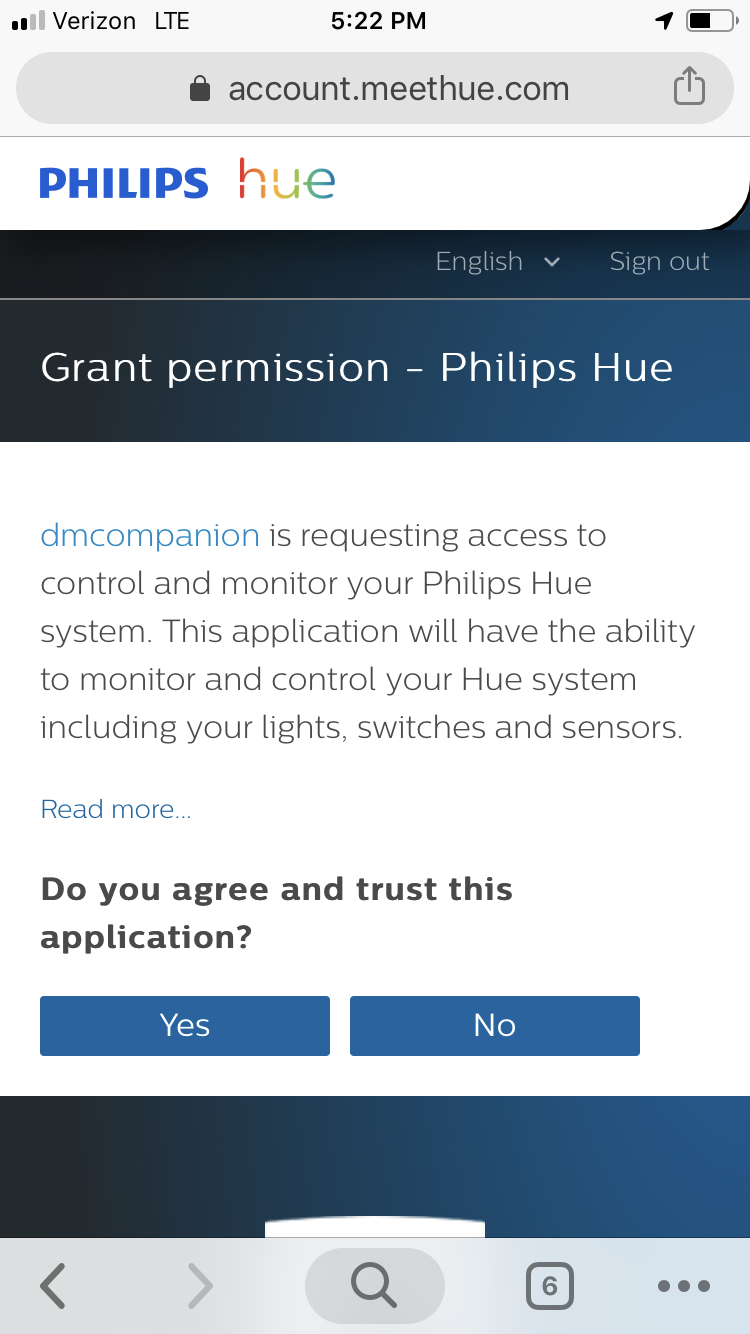 Verizon LTE 5:22 PM
account.meethue.com
PHILIPS hue
English Sign out
Grant permission - Philips Hue
dmcompanion is requesting access to
control and monitor your Philips Hue
system. This application will have the ability
to monitor and control your Hue system
including your lights, switches and sensors.
Read more...
Do you agree and trust this
application?
Yes No
6